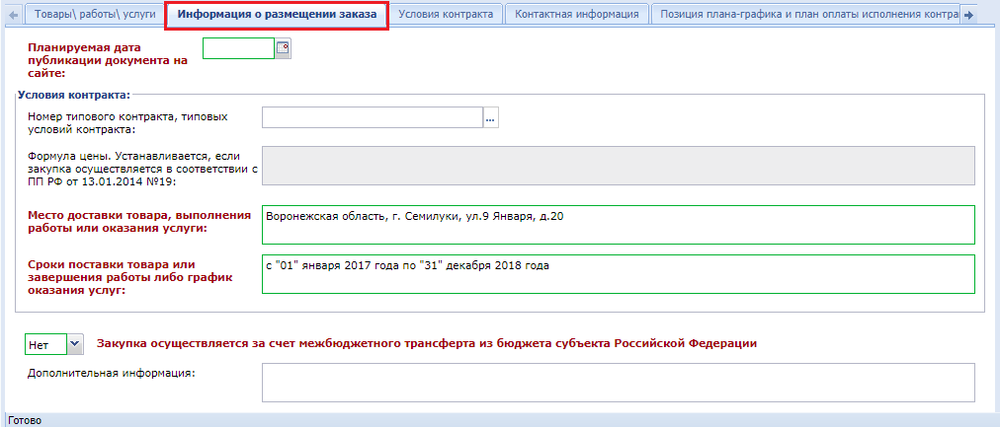 Товары\ работы\ услуги Информация о размещении заказа Условия контракта Контактная информация Позиция плана-графика и план оплаты исполнения контра
Планируемая дата
публикации документа на
сайте:
Условия контракта:
Номер типового контракта, типовых
условий контракта:
...
Формула цены. Устанавливается, если
закупка осуществляется в соответствии с
ПП РФ от 13.01.2014 №19:
Место доставки товара, выполнения
работы или оказания услуги:
Воронежская область, г. Семилуки, ул.9 Января, д.20
Сроки поставки товара или
завершения работы либо график
оказания услуг:
с "01" января 2017 года по "31" декабря 2018 года
Нет Закупка осуществляется за счет межбюджетного трансферта из бюджета субъекта Российской Федерации
Дополнительная информация:
Готово